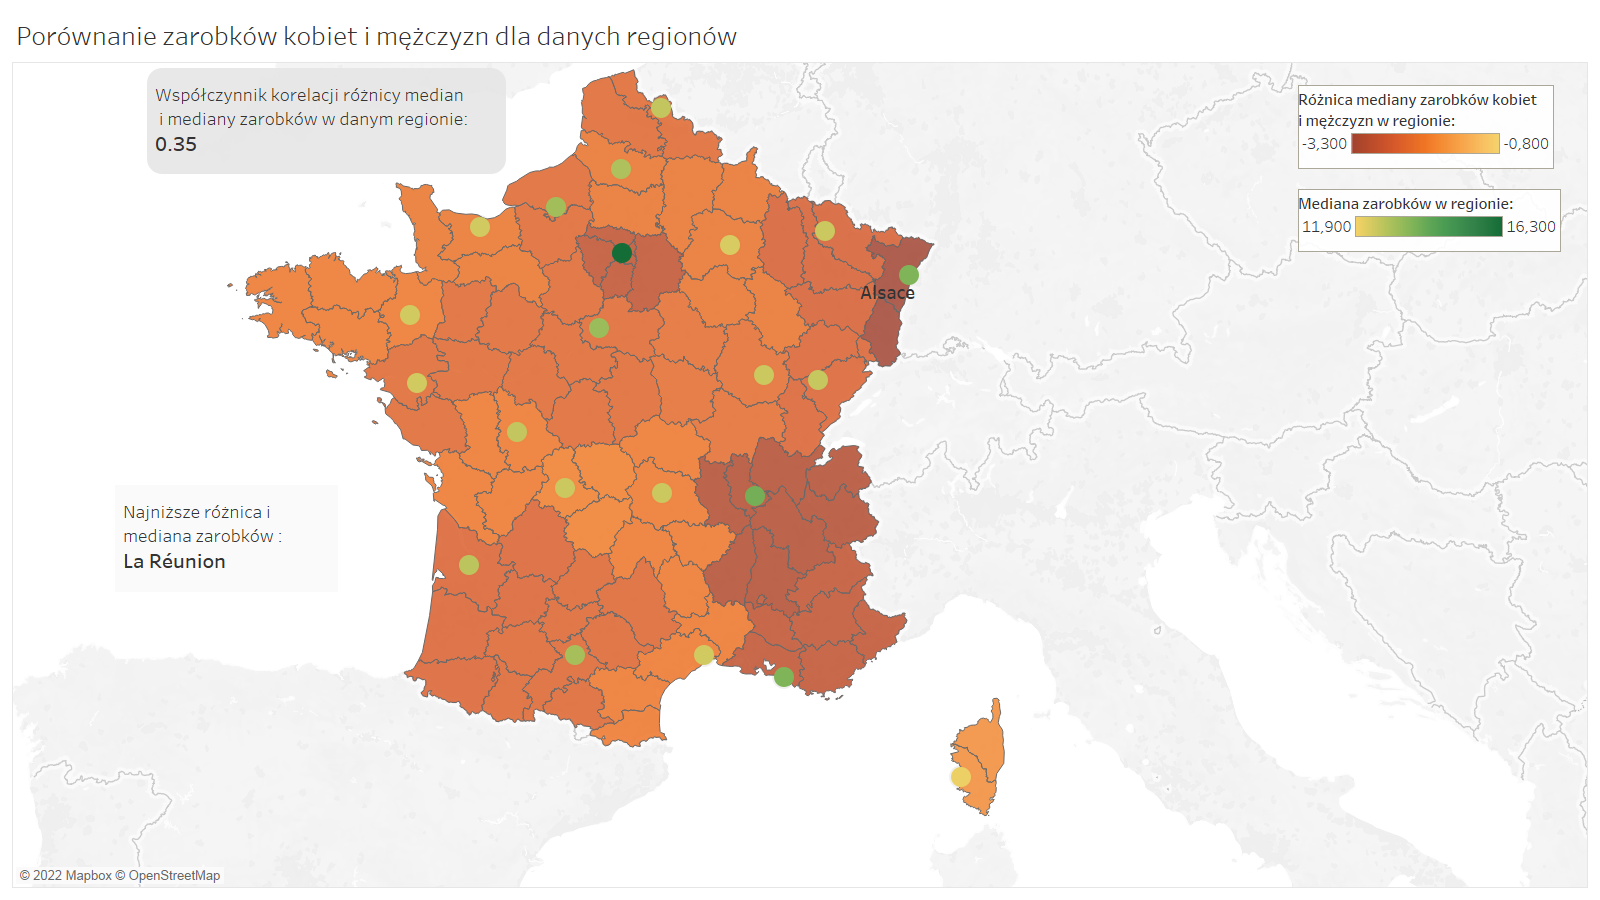 Porównanie zarobków kobiet i mężczyzn dla danych regionów
Współczynnik korelacji różnicy median
i mediany zarobków w danym regionie:
0.35
Różnica mediany zarobków kobiet
i mężczyzn w regionie:
-3,300 -0,800
Mediana zarobków w regionie:
11,900 16,300
Alsace
Najniższe różnica i
mediana zarobków :
La Réunion
© 2022 Mapbox © OpenStreetMap